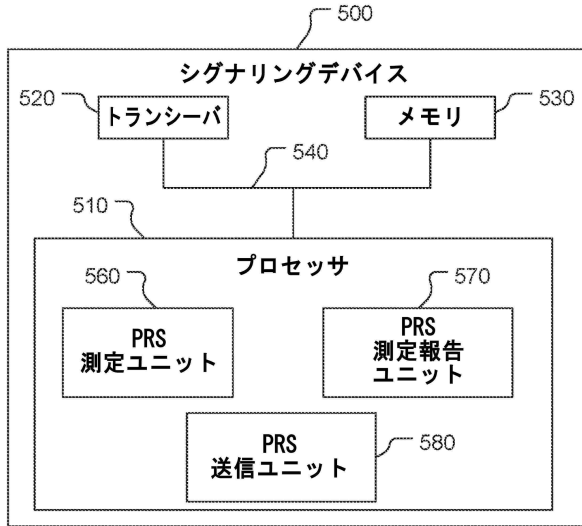 500
シグナリングデバイス
520
トランシーバ
メモリ
530
540
510
プロセッサ
560
570
PRS
測定ユニット
PRS
測定報告
ユニット
PRS
送信ユニット
580